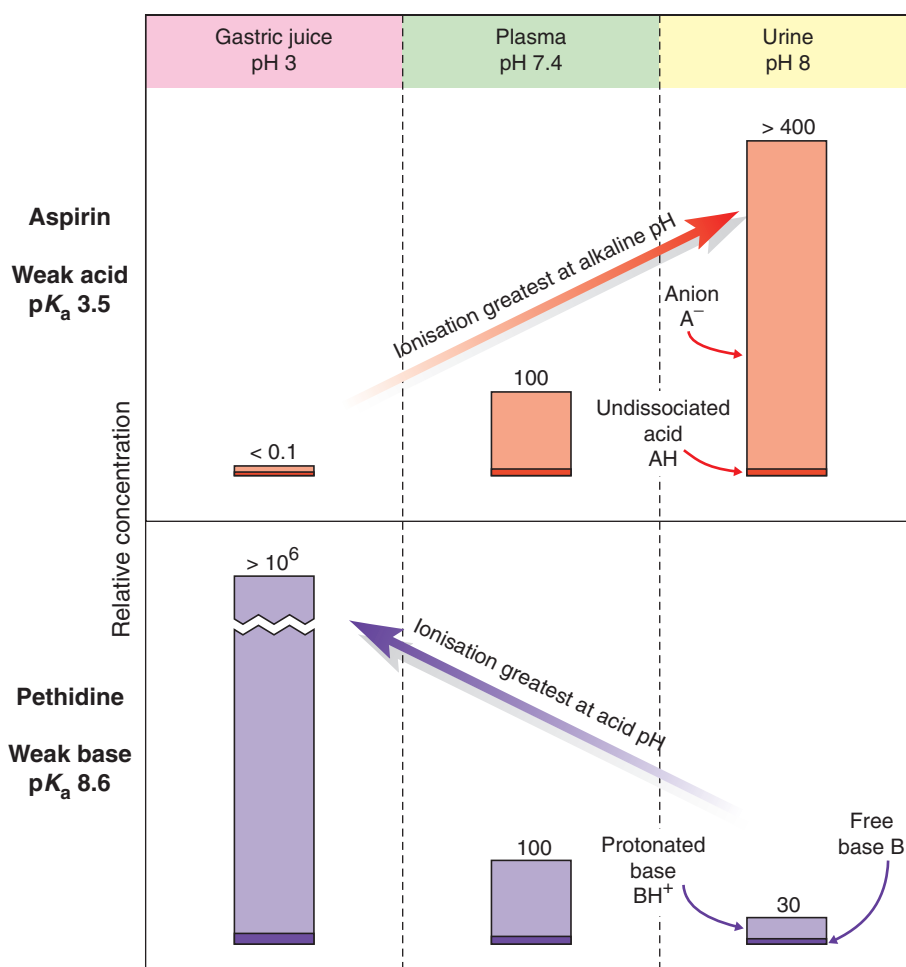 Gastric juice
pH 3
Plasma
pH 7.4
Urine
pH 8
Aspirin
Weak acid
pKa 3.5
Relative concentration
< 0.1
100
> 400
Ionisation greatest at alkaline pH
Anion
A⁻
Undissociated
acid
AH
Pethidine
Weak base
pKa 8.6
> 10⁶
100
30
Ionisation greatest at acid pH
Protonated
base
BH⁺
Free
base B